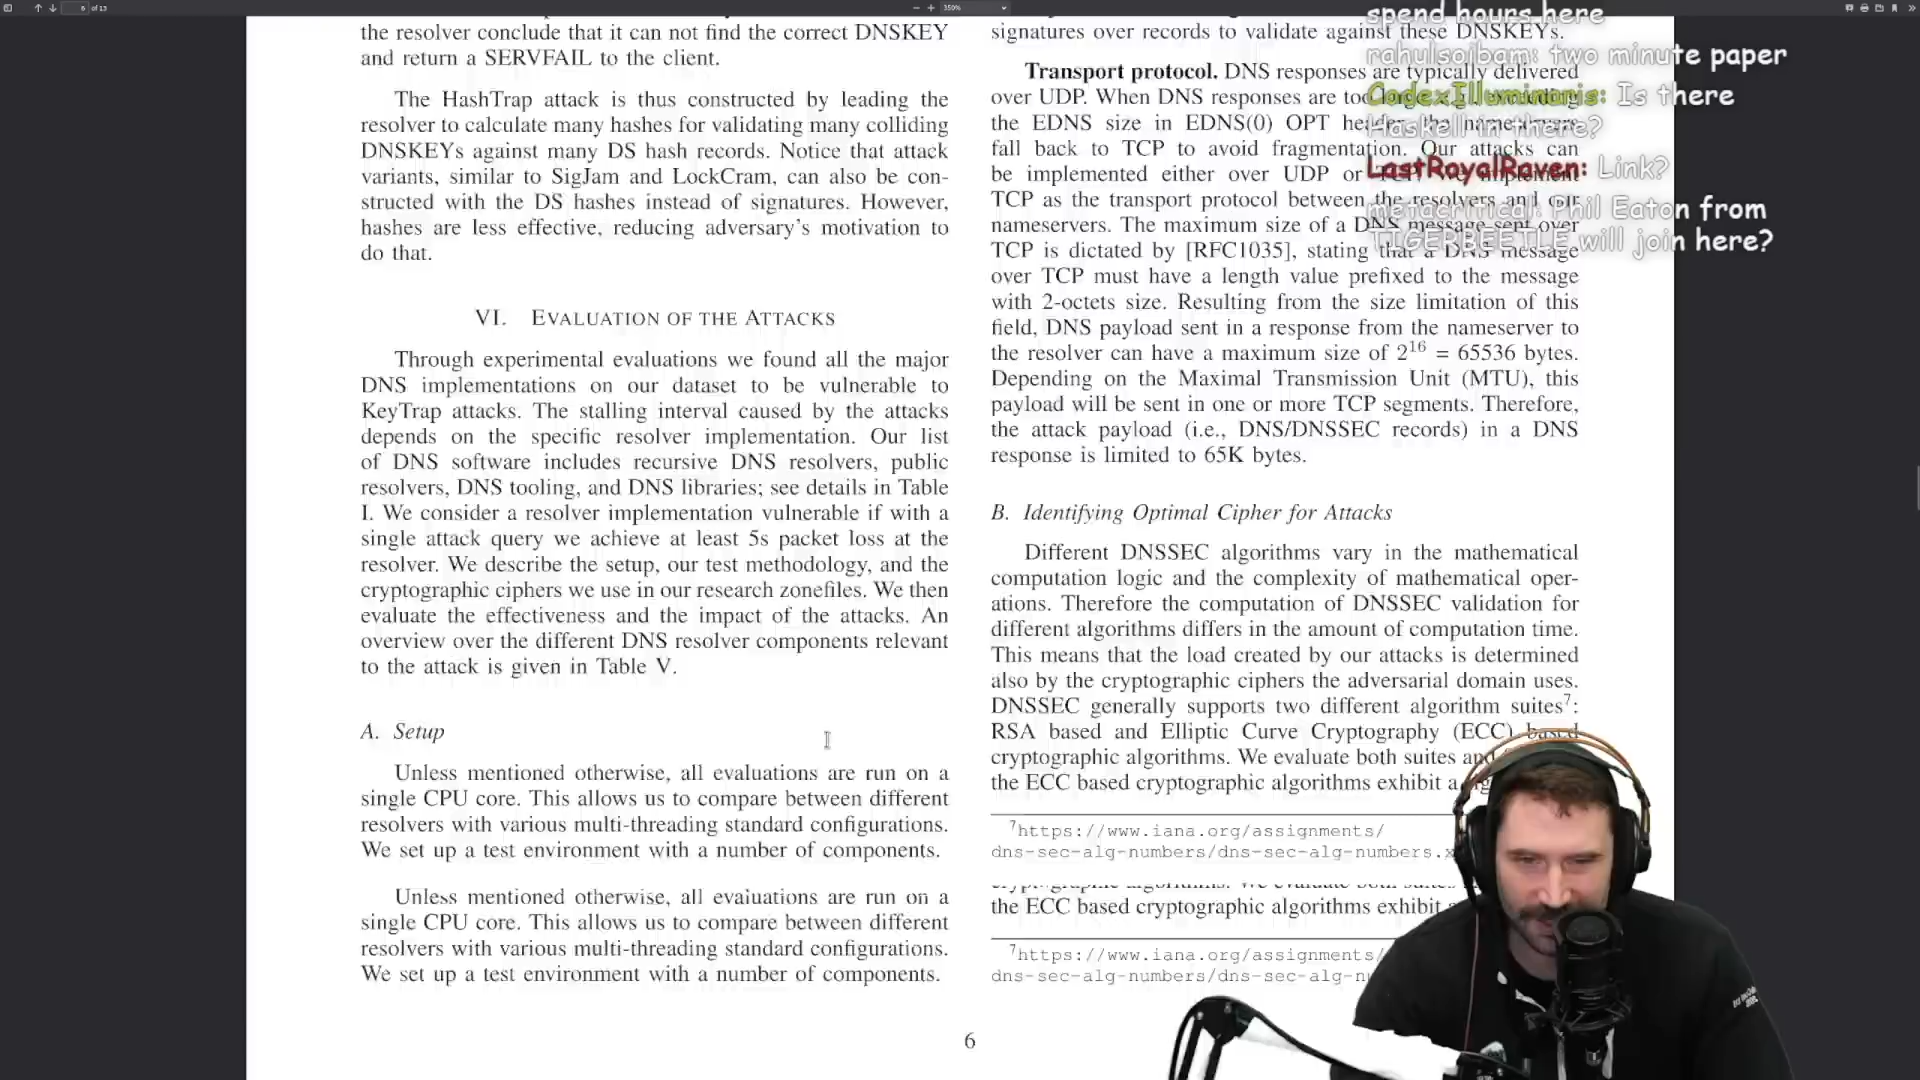 6 of 13
350%
the resolver conclude that it can not find the correct DNSKEY
and return a SERVFAIL to the client.
The HashTrap attack is thus constructed by leading the
resolver to calculate many hashes for validating many colliding
DNSKEYs against many DS hash records. Notice that attack
variants, similar to SigJam and LockCram, can also be con-
structed with the DS hashes instead of signatures. However,
hashes are less effective, reducing adversary's motivation to
do that.
VI. EVALUATION OF THE ATTACKS
Through experimental evaluations we found all the major
DNS implementations on our dataset to be vulnerable to
KeyTrap attacks. The stalling interval caused by the attacks
depends on the specific resolver implementation. Our list
of DNS software includes recursive DNS resolvers, public
resolvers, DNS tooling, and DNS libraries; see details in Table
I. We consider a resolver implementation vulnerable if with a
single attack query we achieve at least 5s packet loss at the
resolver. We describe the setup, our test methodology, and the
cryptographic ciphers we use in our research zonefiles. We then
evaluate the effectiveness and the impact of the attacks. An
overview over the different DNS resolver components relevant
to the attack is given in Table V.
A. Setup
Unless mentioned otherwise, all evaluations are run on a
single CPU core. This allows us to compare between different
resolvers with various multi-threading standard configurations.
We set up a test environment with a number of components.
Unless mentioned otherwise, all evaluations are run on a
single CPU core. This allows us to compare between different
resolvers with various multi-threading standard configurations.
We set up a test environment with a number of components.
signatures over records to validate against these DNSKEYs.
Transport protocol. DNS responses are typically delivered
over UDP. When DNS responses are too
the EDNS size in EDNS(0) OPT header, the nameservers
fall back to TCP to avoid fragmentation. Our attacks can
be implemented either over UDP or TCP. We implement
TCP as the transport protocol between the resolvers and our
nameservers. The maximum size of a DNS message sent over
TCP is dictated by [RFC1035], stating that a DNS message
over TCP must have a length value prefixed to the message
with 2-octets size. Resulting from the size limitation of this
field, DNS payload sent in a response from the nameserver to
the resolver can have a maximum size of 2¹⁶ = 65536 bytes.
Depending on the Maximal Transmission Unit (MTU), this
payload will be sent in one or more TCP segments. Therefore,
the attack payload (i.e., DNS/DNSSEC records) in a DNS
response is limited to 65K bytes.
B. Identifying Optimal Cipher for Attacks
Different DNSSEC algorithms vary in the mathematical
computation logic and the complexity of mathematical oper-
ations. Therefore the computation of DNSSEC validation for
different algorithms differs in the amount of computation time.
This means that the load created by our attacks is determined
also by the cryptographic ciphers the adversarial domain uses.
DNSSEC generally supports two different algorithm suites⁷:
RSA based and Elliptic Curve Cryptography (ECC) based
cryptographic algorithms. We evaluate both suites and
the ECC based cryptographic algorithms exhibit a
⁷https://www.iana.org/assignments/
dns-sec-alg-numbers/dns-sec-alg-numbers.x
cryptographic algorithms. We evaluate both suites
the ECC based cryptographic algorithms exhibit
⁷https://www.iana.org/assignments/
dns-sec-alg-numbers/dns-sec-alg-nu
6
spend hours here
rahulsoibam: two minute paper
CodexIlluminaris: Is there
Haskell in there?
LastRoyalRaven: Link?
metacritical: Phil Eaton from
TIGERBEETLE will join here?